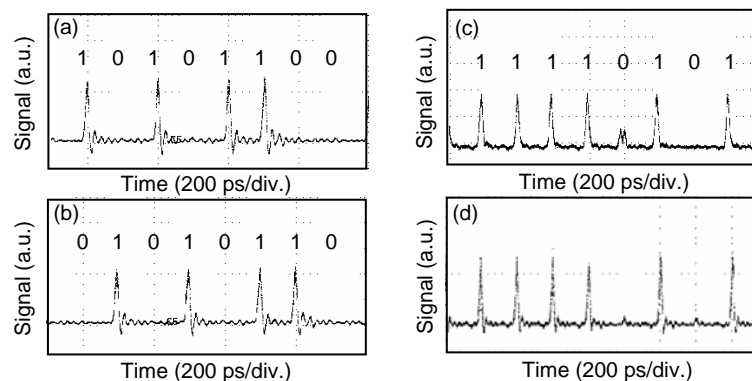 (a)
1 0 1 0 1 1 0 0
Signal (a.u.)
Time (200 ps/div.)
(b)
0 1 0 1 0 1 1 0
Signal (a.u.)
Time (200 ps/div.)
(c)
1 1 1 1 0 1 0 1
Signal (a.u.)
Time (200 ps/div.)
(d)
Signal (a.u.)
Time (200 ps/div.)